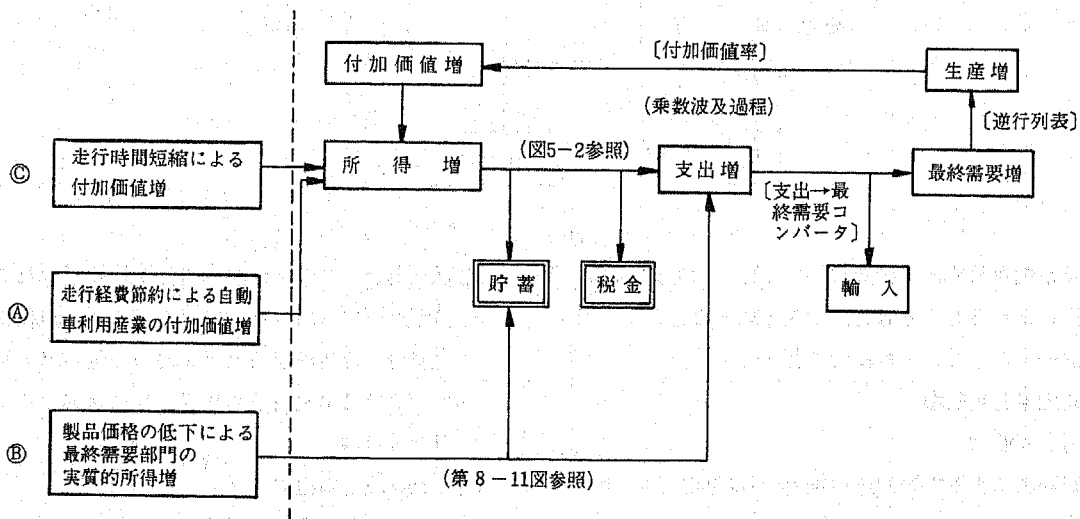 付加価値増
〔付加価値率〕
生産増
(乗数波及過程)
〔逆行列表〕
Ⓒ
走行時間短縮による
付加価値増
所得増
(図5-2参照)
支出増
最終需要増
〔支出→最
終需要コ
ンバータ〕
貯蓄
税金
輸入
Ⓐ
走行経費節約による自動
車利用産業の付加価値増
Ⓑ
製品価格の低下による
最終需要部門の
実質的所得増
(第8-11図参照)